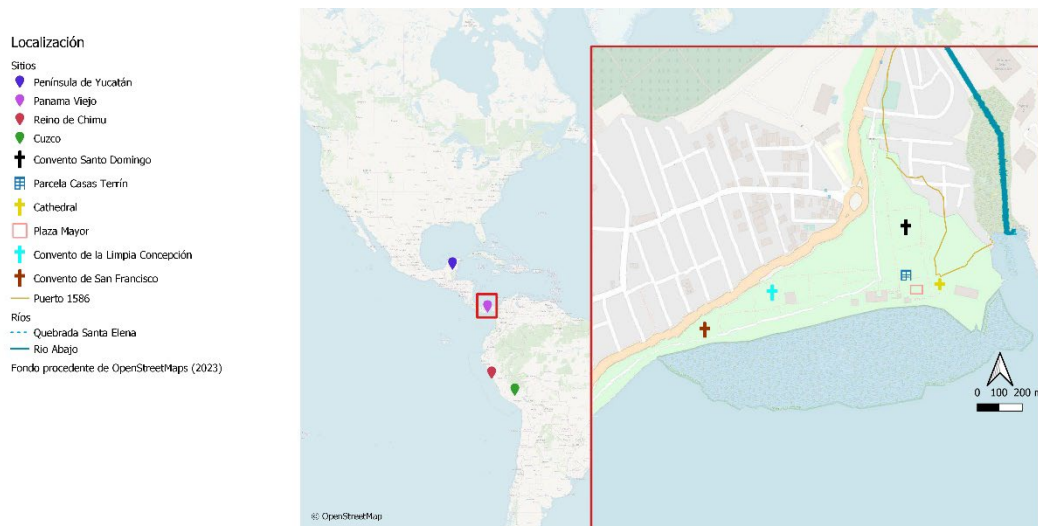 Localización
Sitios
Península de Yucatán
Panama Viejo
Reino de Chimu
Cuzco
Convento Santo Domingo
Parcela Casas Terrín
Cathedral
Plaza Mayor
Convento de la Limpia Concepción
Convento de San Francisco
Puerto 1586
Ríos
Quebrada Santa Elena
Rio Abajo
Fondo procedente de OpenStreetMaps (2023)
0 100 200 m
© OpenStreetMap